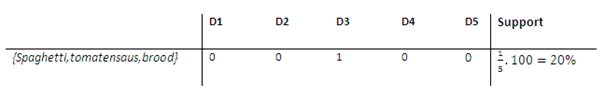 D1 D2 D3 D4 D5 Support
{Spaghetti,tomatensaus,brood} 0 0 1 0 0 1/5 . 100 = 20%